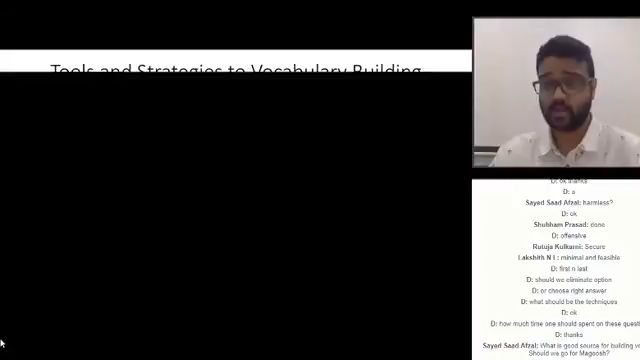 Tools and Strategies to Vocabulary Building
D: ok thanks
D: a
Sayed Saad Afzal: harmless?
D: ok
Shubham Prasad: done
D: offensive
Rutuja Kulkarni: Secure
Lakshith N I : minimal and feasible
D: first n last
D: should we eliminate option
D: or choose right answer
D: what should be the techniques
D: ok
D: how much time one should spent on these questi
D: thanks
Sayed Saad Afzal: What is good source for building vo
Should we go for Magoosh?